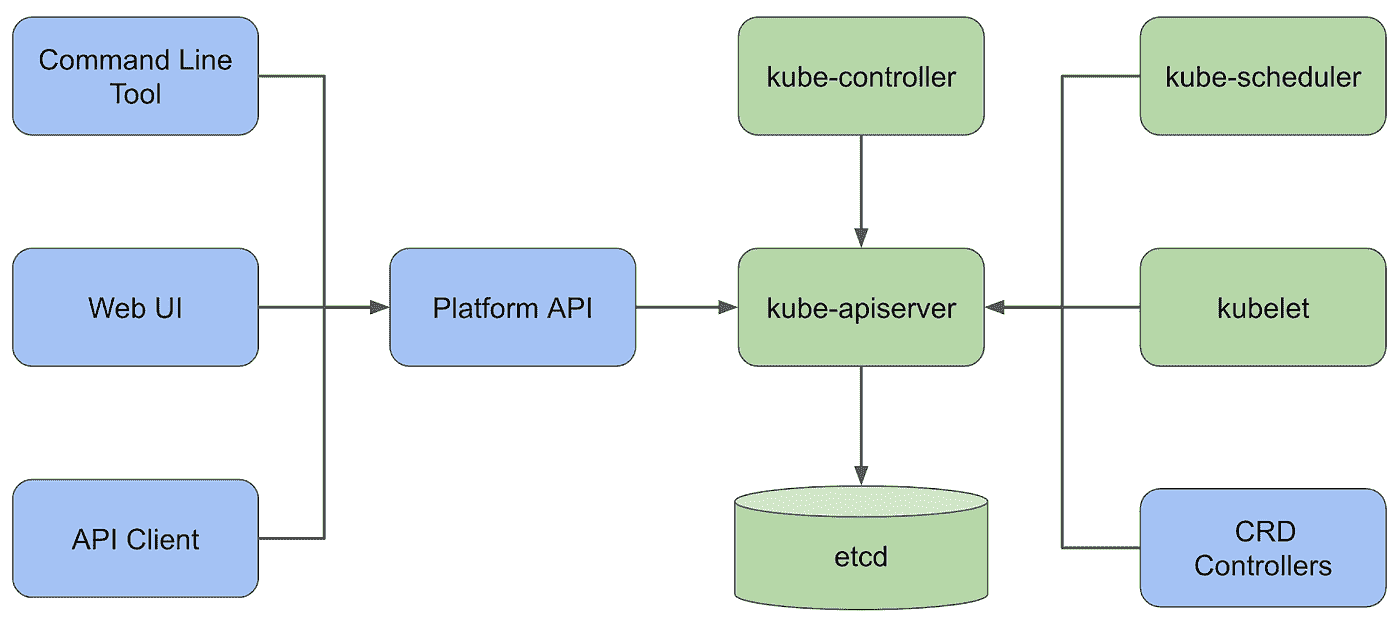 Command Line
Tool
kube-controller
kube-scheduler
Web UI
Platform API
kube-apiserver
kubelet
API Client
etcd
CRD
Controllers